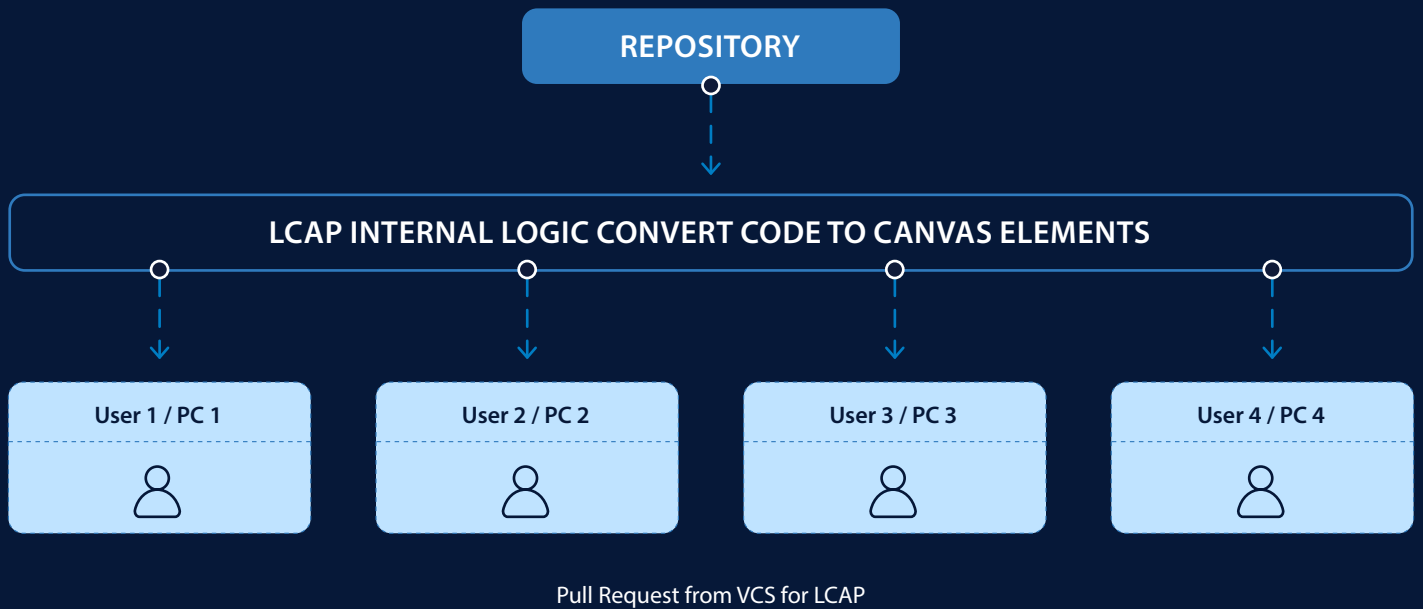 REPOSITORY
LCAP INTERNAL LOGIC CONVERT CODE TO CANVAS ELEMENTS
User 1 / PC 1
User 2 / PC 2
User 3 / PC 3
User 4 / PC 4
Pull Request from VCS for LCAP